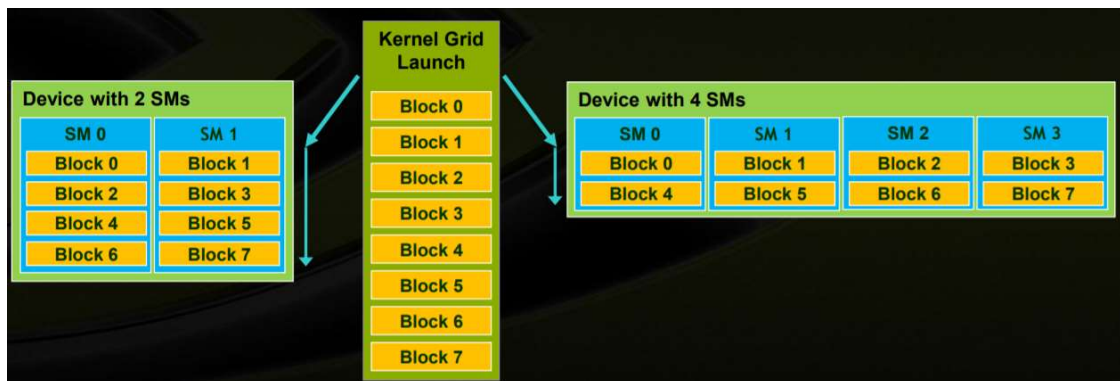 Device with 2 SMs
SM 0
Block 0
Block 2
Block 4
Block 6
SM 1
Block 1
Block 3
Block 5
Block 7
Kernel Grid
Launch
Block 0
Block 1
Block 2
Block 3
Block 4
Block 5
Block 6
Block 7
Device with 4 SMs
SM 0
Block 0
Block 4
SM 1
Block 1
Block 5
SM 2
Block 2
Block 6
SM 3
Block 3
Block 7